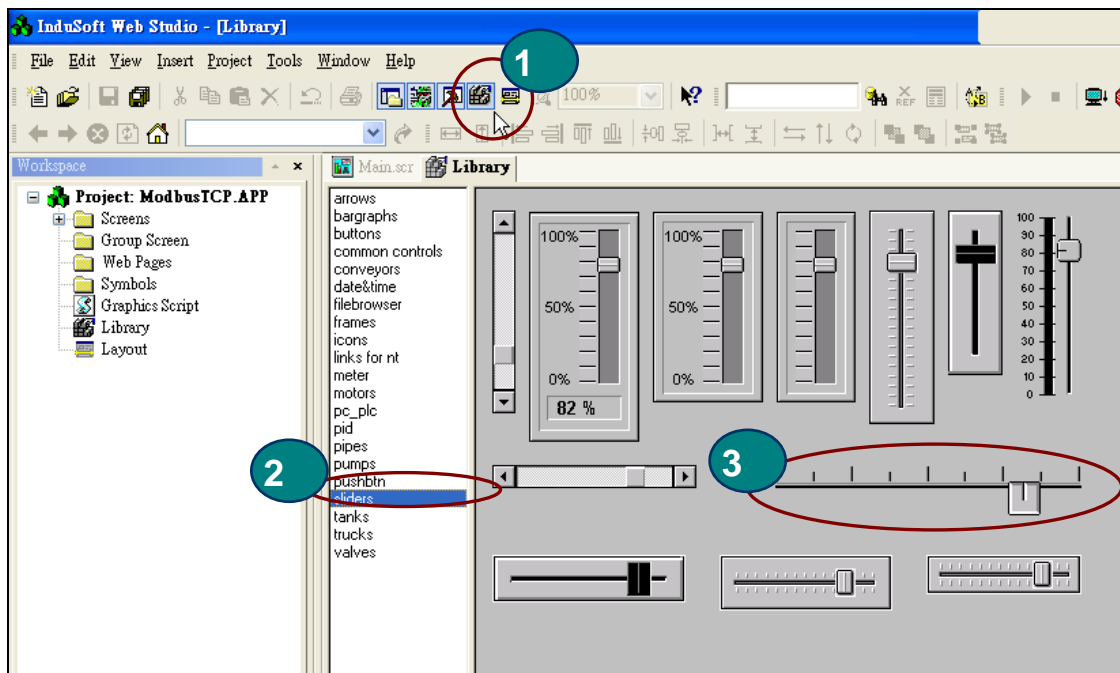 InduSoft Web Studio - [Library]
File Edit View Insert Project Tools Window Help
1
100%
XREF
Workspace
Main.scr
Library
Project: ModbusTCP.APP
Screens
Group Screen
Web Pages
Symbols
Graphics Script
Library
Layout
arrows
bargraphs
buttons
common controls
conveyors
date&time
filebrowser
frames
icons
links for nt
meter
motors
pc_plc
pid
pipes
pumps
pushbtn
sliders
tanks
trucks
valves
2
100%
50%
0%
82 %
100%
50%
0%
100
90
80
70
60
50
40
30
20
10
0
3